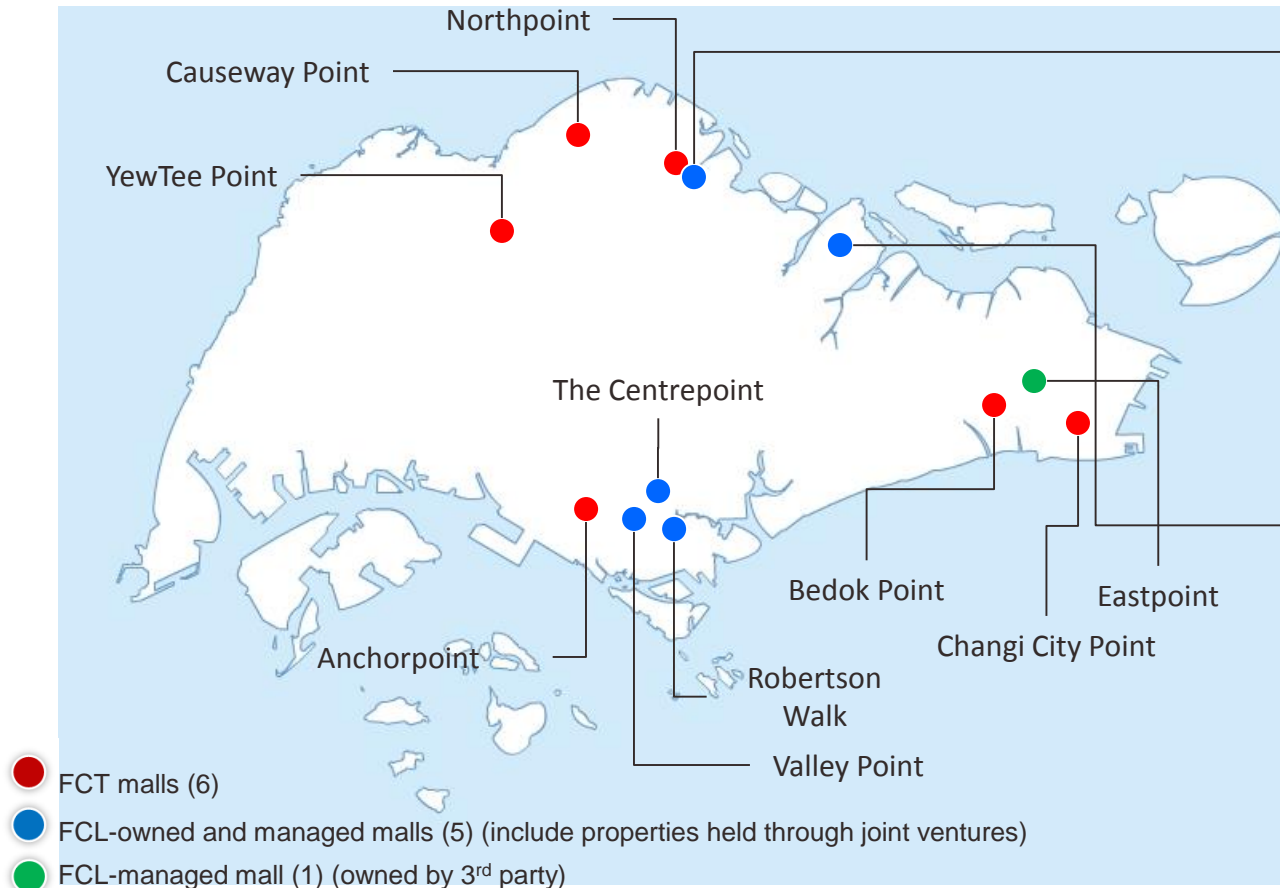 Northpoint
Causeway Point
YewTee Point
The Centrepoint
Bedok Point
Eastpoint
Changi City Point
Anchorpoint
Robertson
Walk
Valley Point
FCT malls (6)
FCL-owned and managed malls (5) (include properties held through joint ventures)
FCL-managed mall (1) (owned by 3rd party)